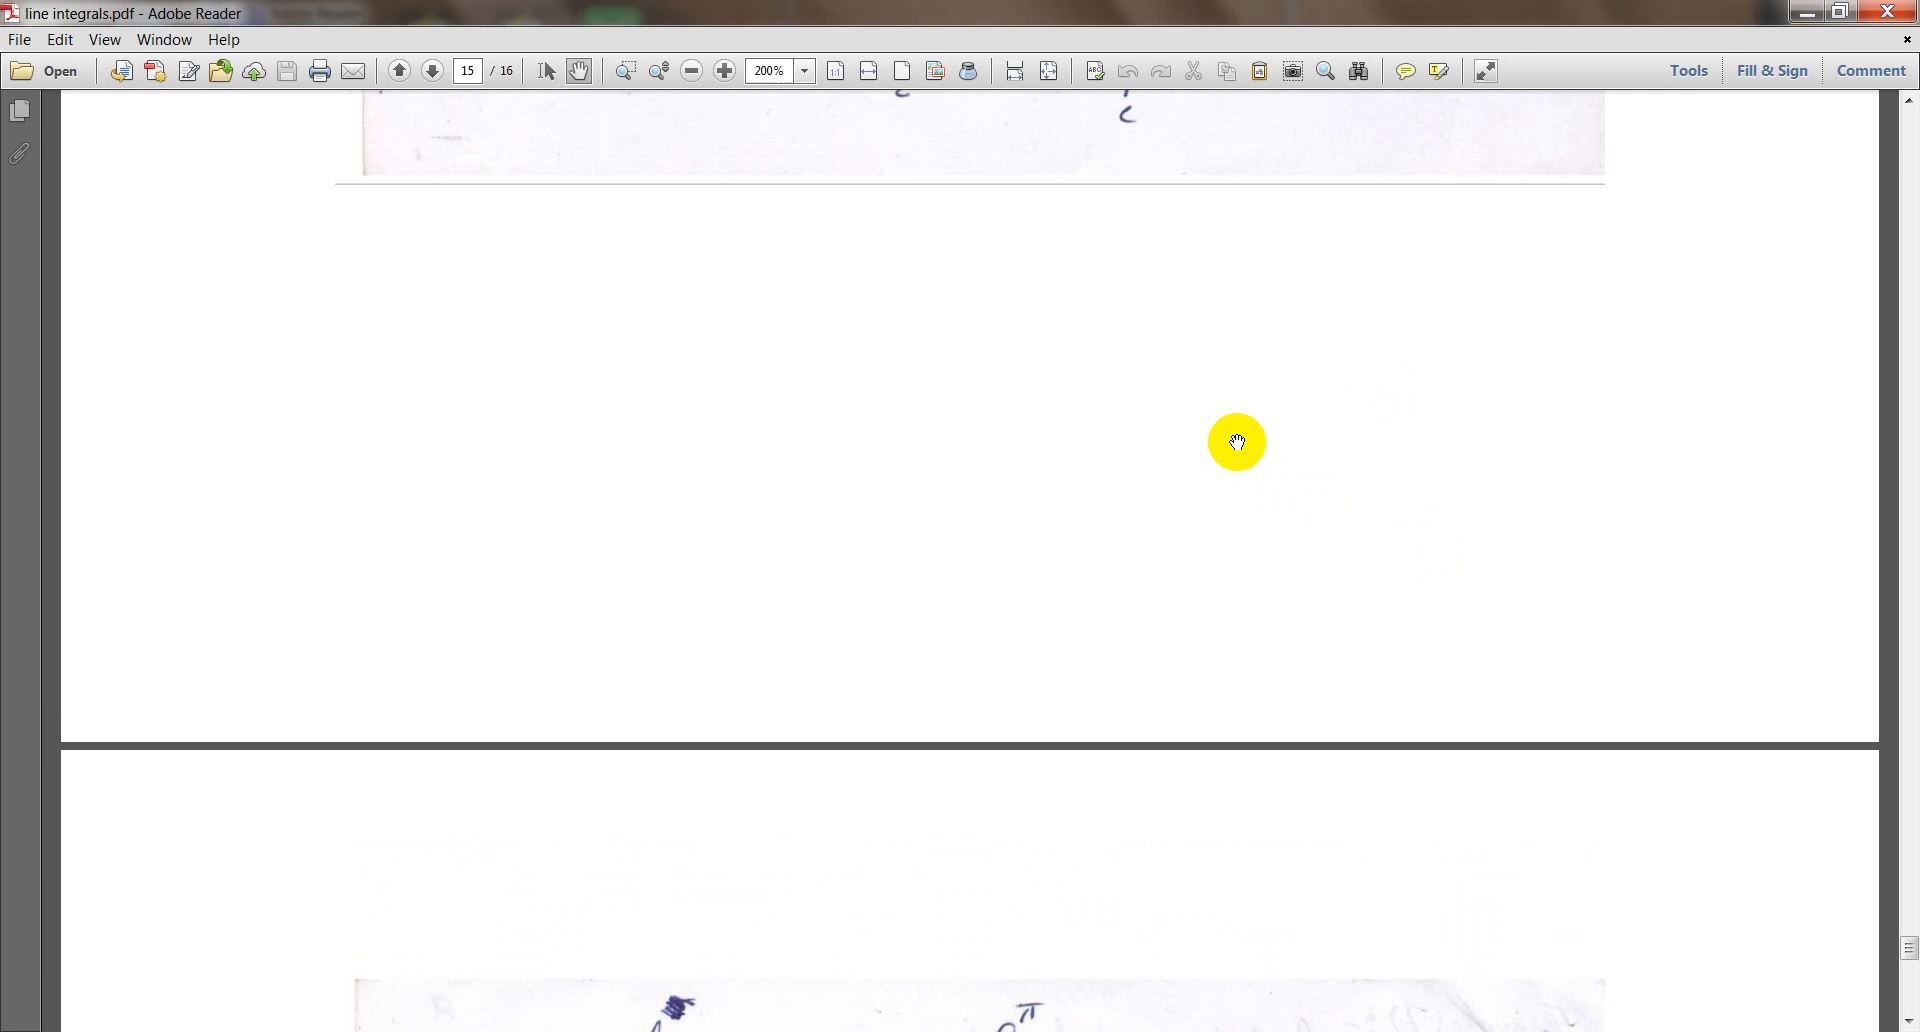 line integrals.pdf - Adobe Reader
File Edit View Window Help
Open 15 / 16 200% Tools Fill & Sign Comment
c
π